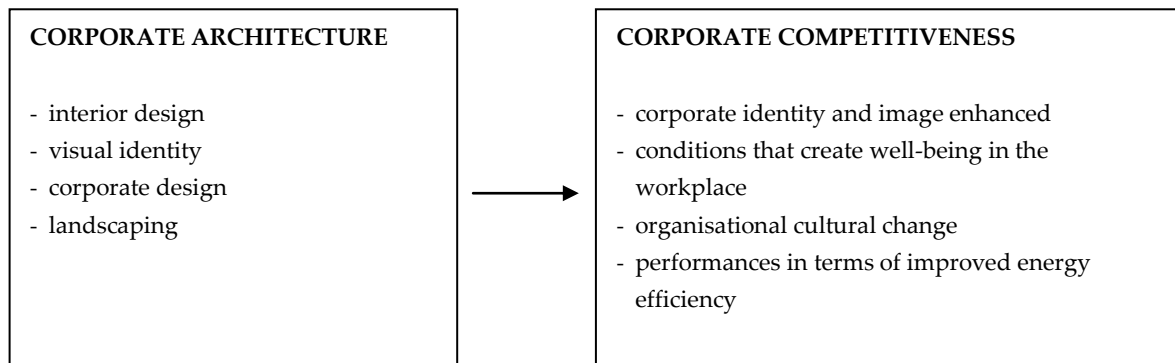 CORPORATE ARCHITECTURE
- interior design
- visual identity
- corporate design
- landscaping
CORPORATE COMPETITIVENESS
- corporate identity and image enhanced
- conditions that create well-being in the
workplace
- organisational cultural change
- performances in terms of improved energy
efficiency